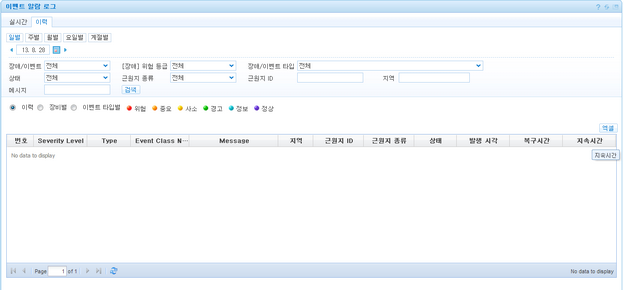 이벤트 알람 로그
실시간 이력
일별 주별 월별 요일별 계절별
13. 8. 28
장애/이벤트 전체 [장애] 위험 등급 전체 장애/이벤트 타입 전체
상태 전체 근원지 종류 전체 근원지 ID 지역
메시지 검색
이력 장비별 이벤트 타입별 위험 중요 사소 경고 정보 정상
엑셀
번호 Severity Level Type Event Class N... Message 지역 근원지 ID 근원지 종류 상태 발생 시각 복구시간 지속시간
No data to display 지속시간
Page 1 of 1 No data to display